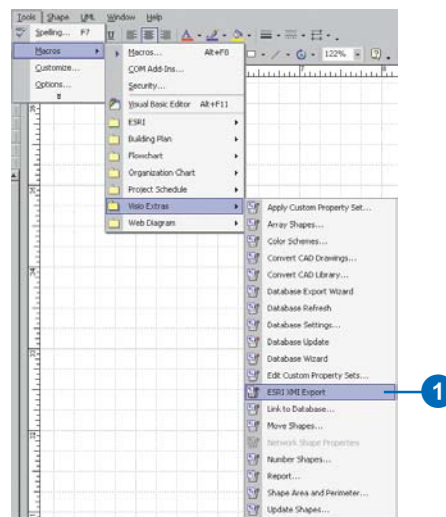 Tools Shape UML Window Help
Spelling... F7
Macros
Customize...
Options...
Macros... Alt+F8
COM Add-Ins...
Security...
Visual Basic Editor Alt+F11
ESRI
Building Plan
Flowchart
Organization Chart
Project Schedule
Visio Extras
Web Diagram
U A
122%
Apply Custom Property Set...
Array Shapes...
Color Schemes...
Convert CAD Drawings...
Convert CAD Library...
Database Export Wizard
Database Refresh
Database Settings...
Database Update
Database Wizard
Edit Custom Property Sets...
ESRI XMI Export
1
Link to Database...
Move Shapes...
Network Shape Properties
Number Shapes...
Report...
Shape Area and Perimeter...
Update Shapes...